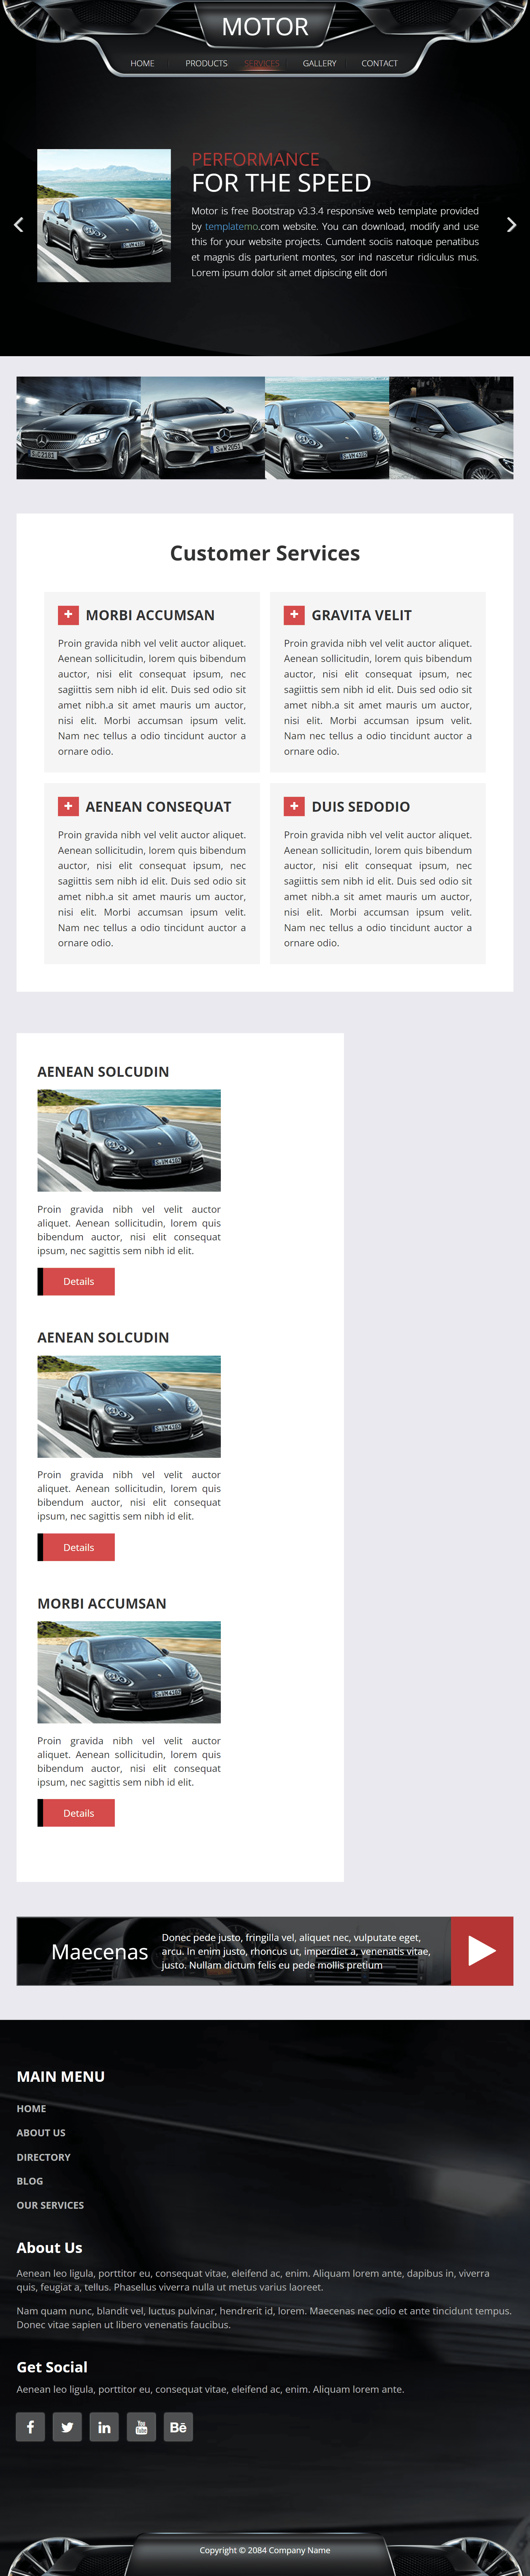 MOTOR
HOME PRODUCTS SERVICES GALLERY CONTACT
PERFORMANCE
FOR THE SPEED
Motor is free Bootstrap v3.3.4 responsive web template provided
by templatemo.com website. You can download, modify and use
this for your website projects. Cumdent sociis natoque penatibus
et magnis dis parturient montes, sor ind nascetur ridiculus mus.
Lorem ipsum dolor sit amet dipiscing elit dori
Customer Services
MORBI ACCUMSAN
Proin gravida nibh vel velit auctor aliquet.
Aenean sollicitudin, lorem quis bibendum
auctor, nisi elit consequat ipsum, nec
sagiittis sem nibh id elit. Duis sed odio sit
amet nibh.a sit amet mauris um auctor,
nisi elit. Morbi accumsan ipsum velit.
Nam nec tellus a odio tincidunt auctor a
ornare odio.
GRAVITA VELIT
Proin gravida nibh vel velit auctor aliquet.
Aenean sollicitudin, lorem quis bibendum
auctor, nisi elit consequat ipsum, nec
sagiittis sem nibh id elit. Duis sed odio sit
amet nibh.a sit amet mauris um auctor,
nisi elit. Morbi accumsan ipsum velit.
Nam nec tellus a odio tincidunt auctor a
ornare odio.
AENEAN CONSEQUAT
Proin gravida nibh vel velit auctor aliquet.
Aenean sollicitudin, lorem quis bibendum
auctor, nisi elit consequat ipsum, nec
sagiittis sem nibh id elit. Duis sed odio sit
amet nibh.a sit amet mauris um auctor,
nisi elit. Morbi accumsan ipsum velit.
Nam nec tellus a odio tincidunt auctor a
ornare odio.
DUIS SEDODIO
Proin gravida nibh vel velit auctor aliquet.
Aenean sollicitudin, lorem quis bibendum
auctor, nisi elit consequat ipsum, nec
sagiittis sem nibh id elit. Duis sed odio sit
amet nibh.a sit amet mauris um auctor,
nisi elit. Morbi accumsan ipsum velit.
Nam nec tellus a odio tincidunt auctor a
ornare odio.
AENEAN SOLCUDIN
Proin gravida nibh vel velit auctor
aliquet. Aenean sollicitudin, lorem quis
bibendum auctor, nisi elit consequat
ipsum, nec sagittis sem nibh id elit.
Details
AENEAN SOLCUDIN
Proin gravida nibh vel velit auctor
aliquet. Aenean sollicitudin, lorem quis
bibendum auctor, nisi elit consequat
ipsum, nec sagittis sem nibh id elit.
Details
MORBI ACCUMSAN
Proin gravida nibh vel velit auctor
aliquet. Aenean sollicitudin, lorem quis
bibendum auctor, nisi elit consequat
ipsum, nec sagittis sem nibh id elit.
Details
Maecenas
Donec pede justo, fringilla vel, aliquet nec, vulputate eget,
arcu. In enim justo, rhoncus ut, imperdiet a, venenatis vitae,
justo. Nullam dictum felis eu pede mollis pretium
MAIN MENU
HOME
ABOUT US
DIRECTORY
BLOG
OUR SERVICES
About Us
Aenean leo ligula, porttitor eu, consequat vitae, eleifend ac, enim. Aliquam lorem ante, dapibus in, viverra
quis, feugiat a, tellus. Phasellus viverra nulla ut metus varius laoreet.
Nam quam nunc, blandit vel, luctus pulvinar, hendrerit id, lorem. Maecenas nec odio et ante tincidunt tempus.
Donec vitae sapien ut libero venenatis faucibus.
Get Social
Aenean leo ligula, porttitor eu, consequat vitae, eleifend ac, enim. Aliquam lorem ante.
Copyright © 2084 Company Name